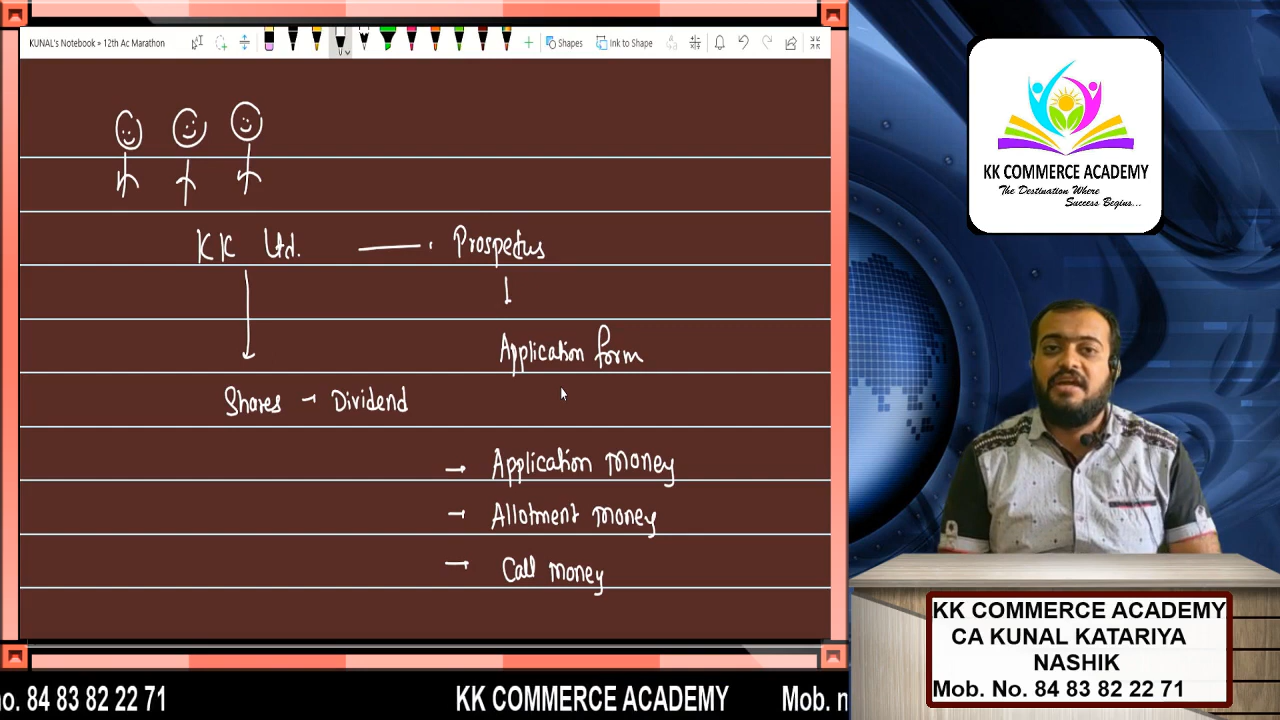 KUNAL's Notebook » 12th Ac Marathon
Shapes
Ink to Shape
KK Ltd. Prospetus
Application form
Shares - Dividend
→ Application money
→ Allotment money
→ Call money
KK COMMERCE ACADEMY
The Destination Where
Success Begins...
KK COMMERCE ACADEMY
CA KUNAL KATARIYA
NASHIK
Mob. No. 84 83 82 22 71
no. 84 83 82 22 71 KK COMMERCE ACADEMY Mob. n